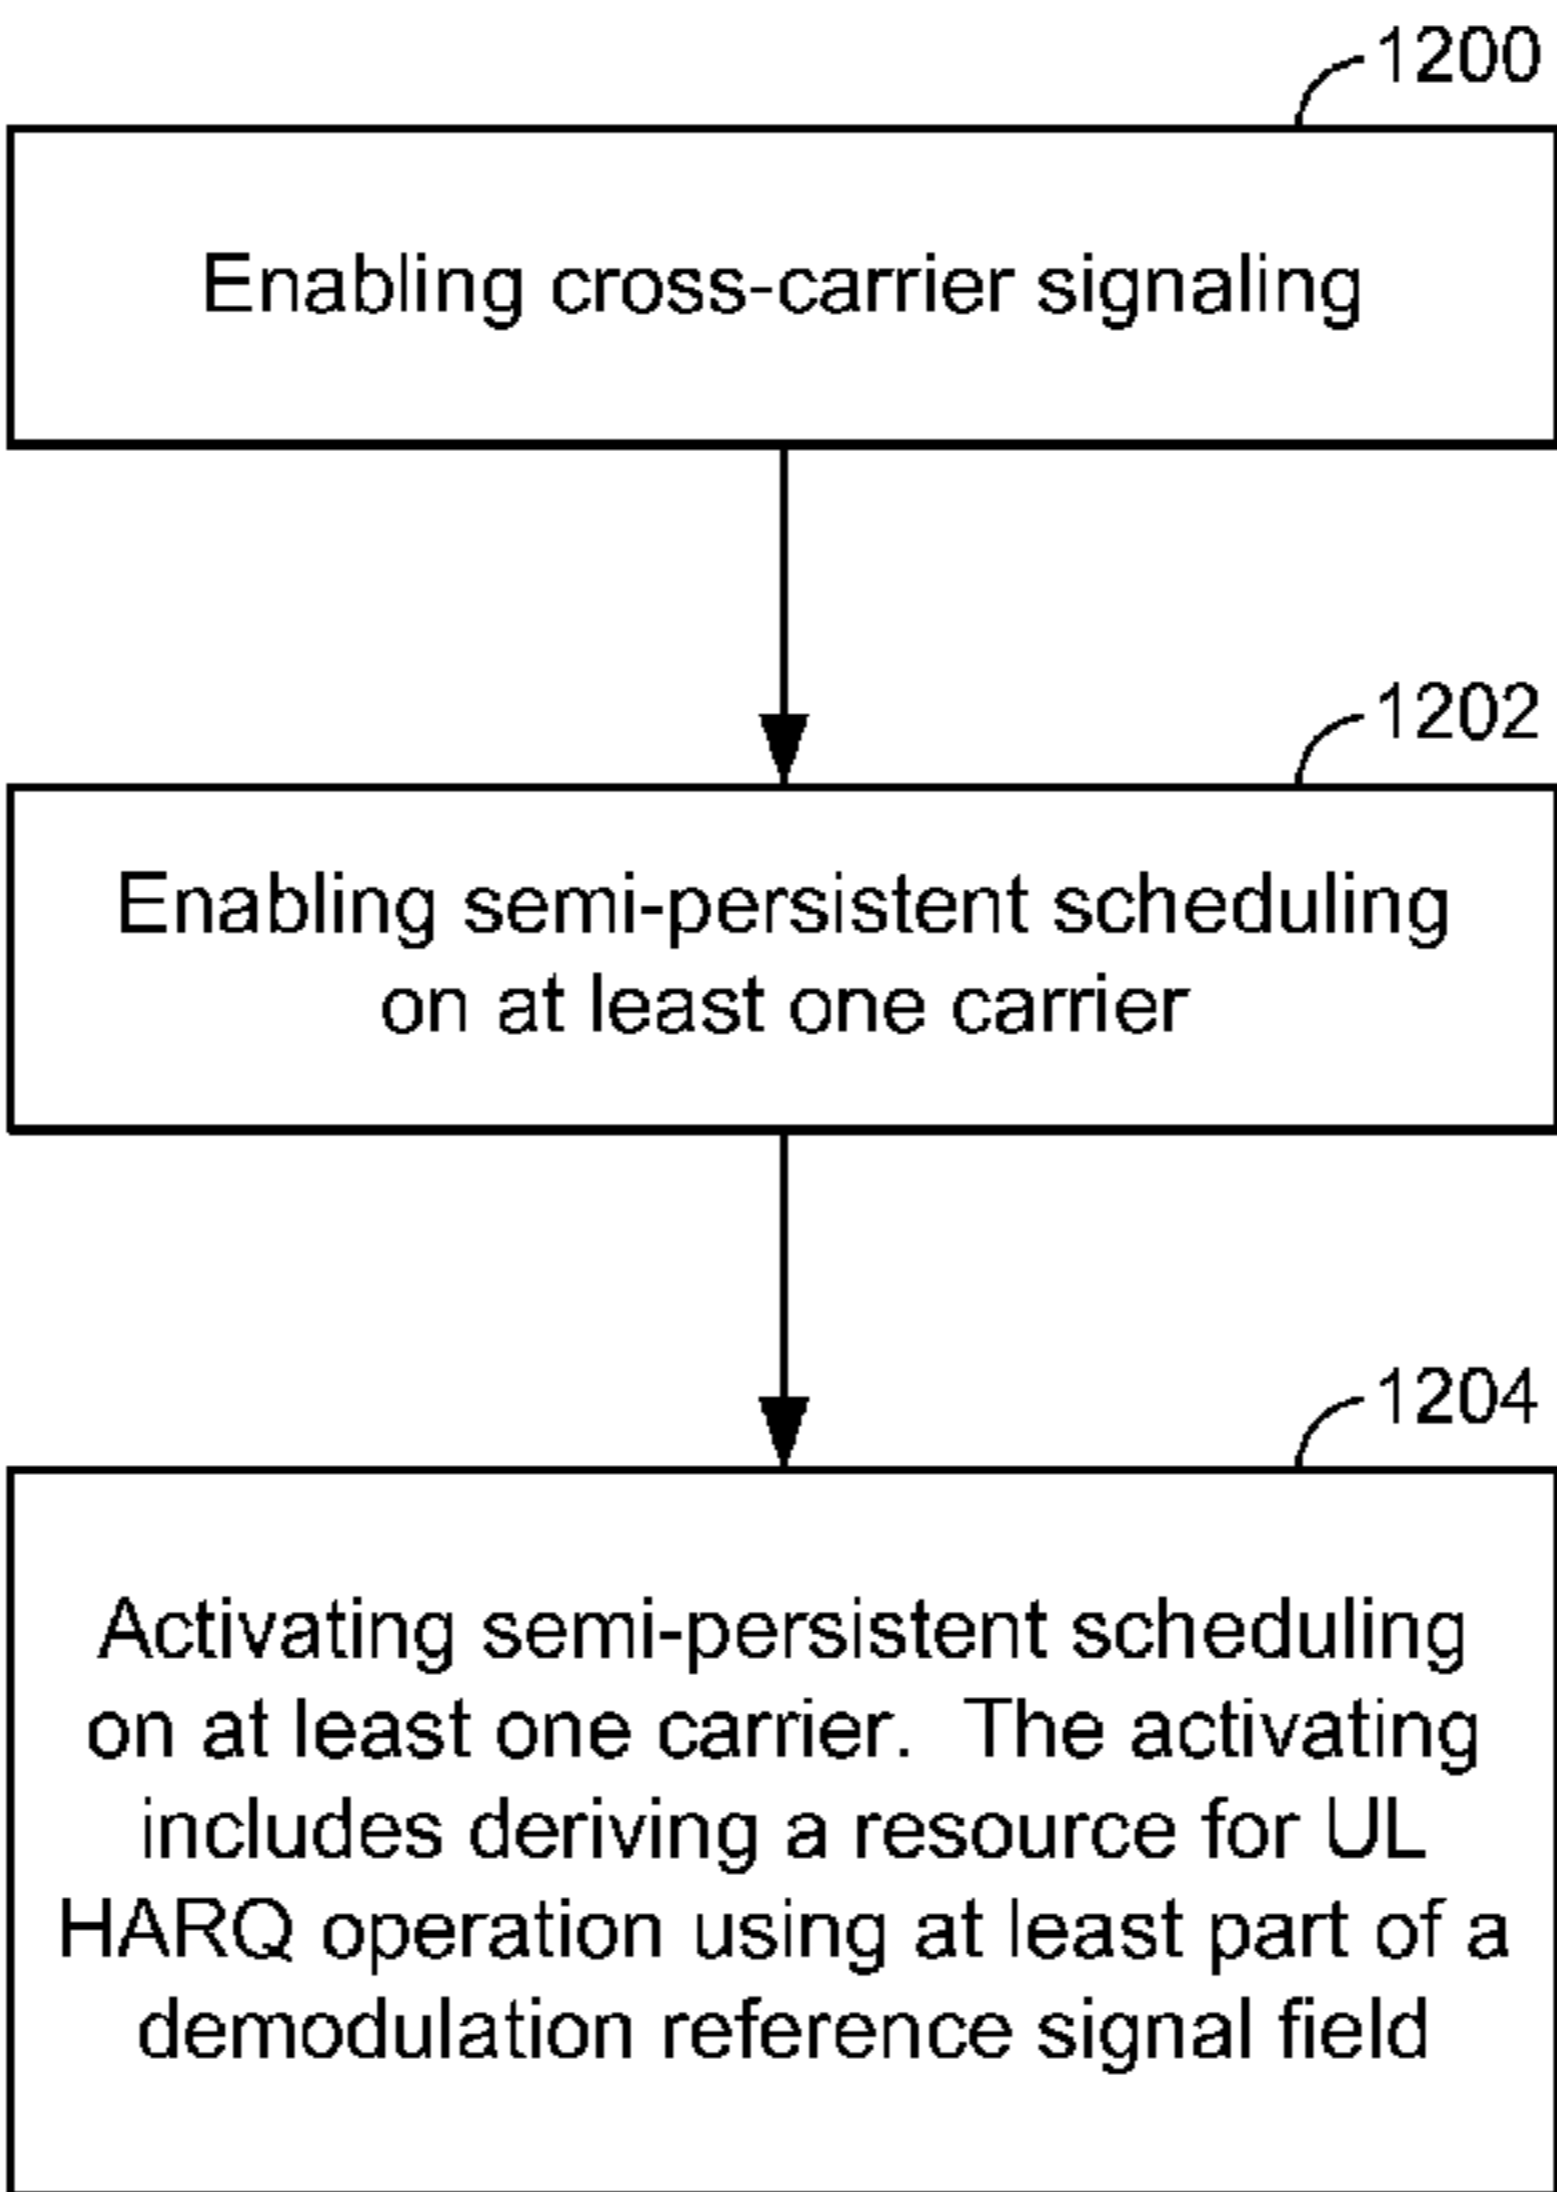 1200
Enabling cross-carrier signaling
1202
Enabling semi-persistent scheduling
on at least one carrier
1204
Activating semi-persistent scheduling
on at least one carrier.  The activating
includes deriving a resource for UL
HARQ operation using at least part of a
demodulation reference signal field